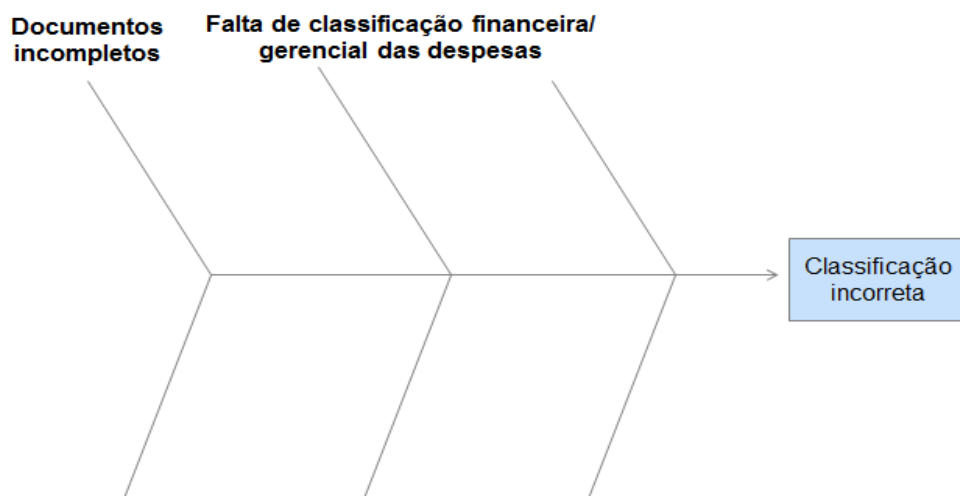 Documentos
incompletos
Falta de classificação financeira/
gerencial das despesas
Classificação
incorreta